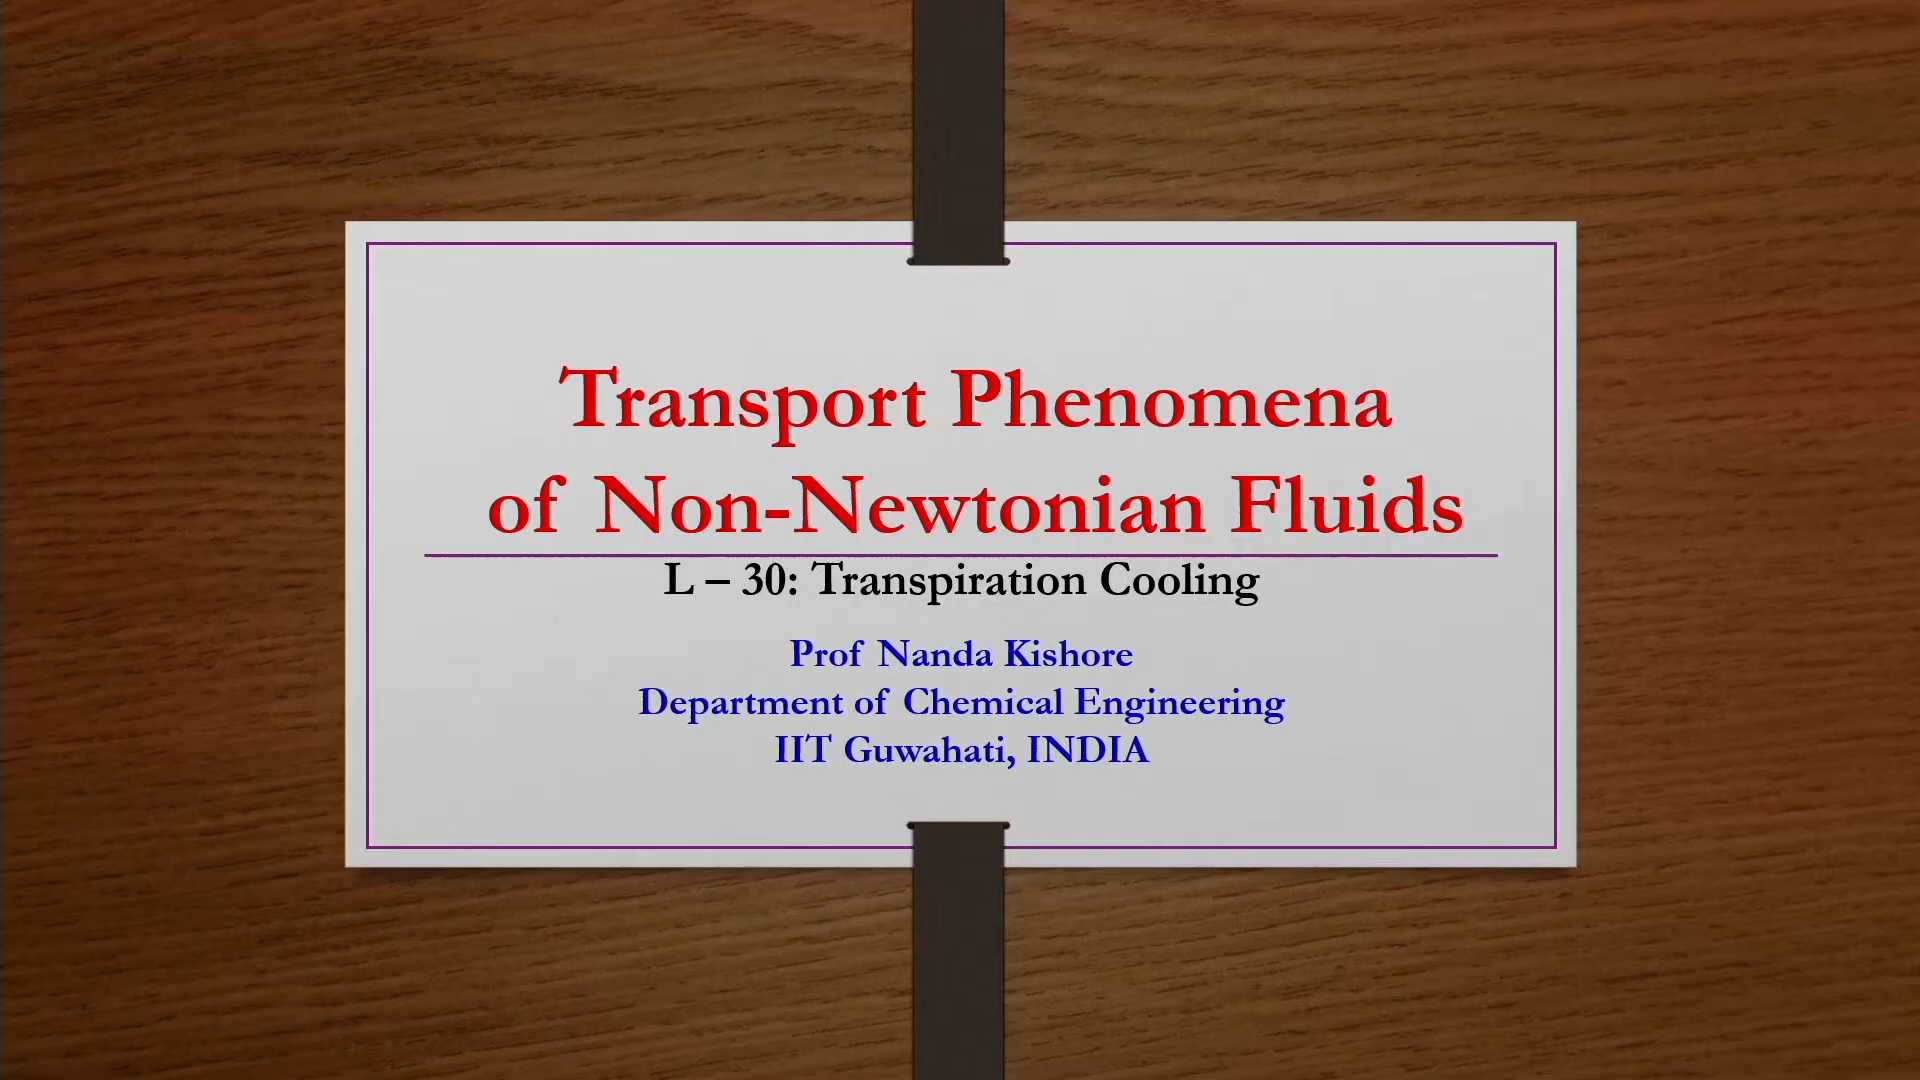 Transport Phenomena
of Non-Newtonian Fluids
L – 30: Transpiration Cooling
Prof Nanda Kishore
Department of Chemical Engineering
IIT Guwahati, INDIA